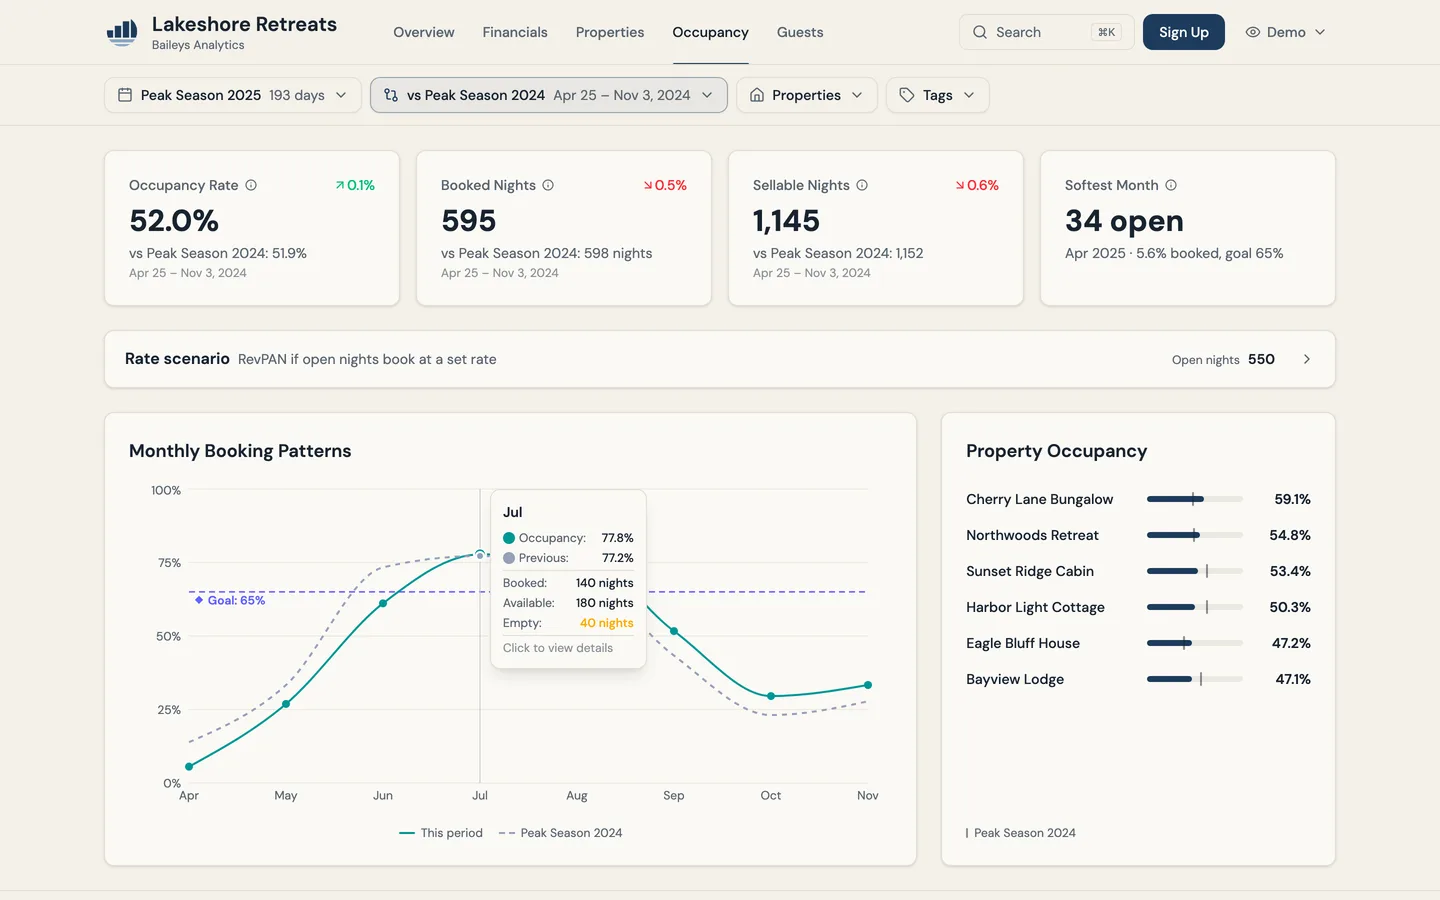 Lakeshore Retreats
Baileys Analytics
Overview
Financials
Properties
Occupancy
Guests
Search
⌘K
Sign Up
Demo
Peak Season 2025 193 days
vs Peak Season 2024 Apr 25 – Nov 3, 2024
Properties
Tags
Occupancy Rate
0.1%
52.0%
vs Peak Season 2024: 51.9%
Apr 25 – Nov 3, 2024
Booked Nights
0.5%
595
vs Peak Season 2024: 598 nights
Apr 25 – Nov 3, 2024
Sellable Nights
0.6%
1,145
vs Peak Season 2024: 1,152
Apr 25 – Nov 3, 2024
Softest Month
34 open
Apr 2025 · 5.6% booked, goal 65%
Rate scenario RevPAN if open nights book at a set rate
Open nights 550
Monthly Booking Patterns
100%
75%
50%
25%
0%
Goal: 65%
Jul
Occupancy: 77.8%
Previous: 77.2%
Booked: 140 nights
Available: 180 nights
Empty: 40 nights
Click to view details
Apr
May
Jun
Jul
Aug
Sep
Oct
Nov
This period
Peak Season 2024
Property Occupancy
Cherry Lane Bungalow 59.1%
Northwoods Retreat 54.8%
Sunset Ridge Cabin 53.4%
Harbor Light Cottage 50.3%
Eagle Bluff House 47.2%
Bayview Lodge 47.1%
Peak Season 2024